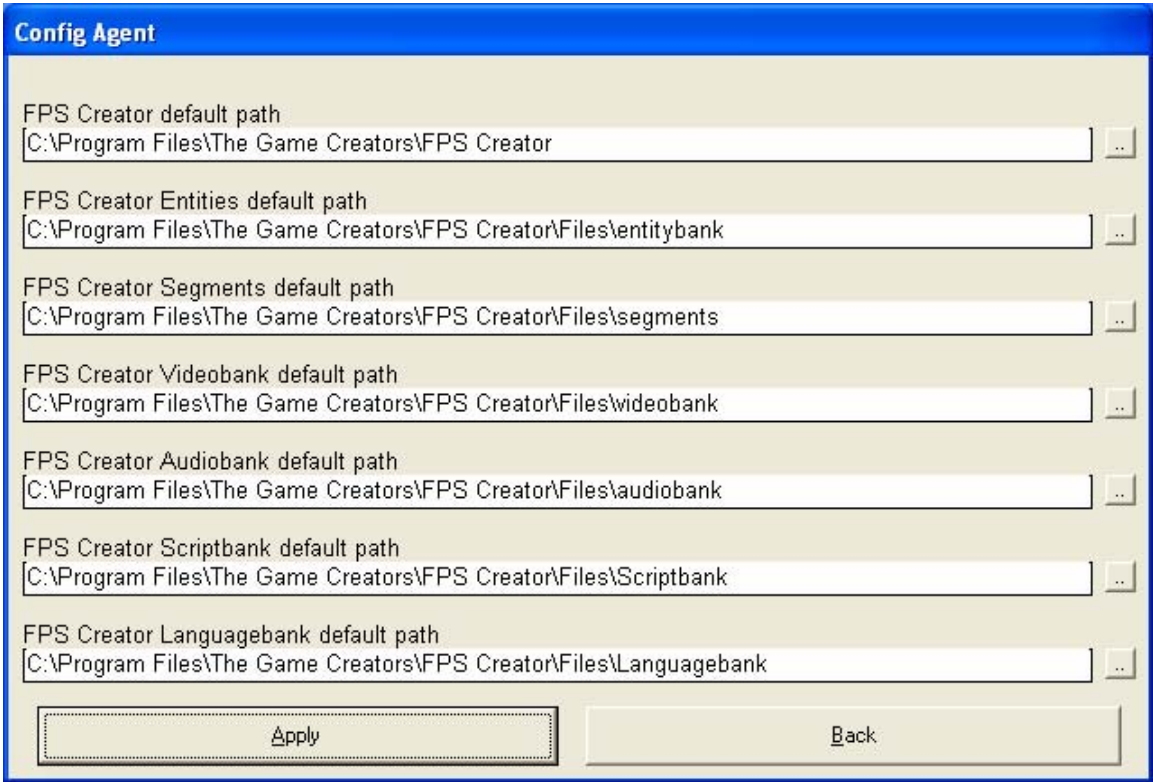 Config Agent
FPS Creator default path
C:\Program Files\The Game Creators\FPS Creator
..
FPS Creator Entities default path
C:\Program Files\The Game Creators\FPS Creator\Files\entitybank
..
FPS Creator Segments default path
C:\Program Files\The Game Creators\FPS Creator\Files\segments
..
FPS Creator Videobank default path
C:\Program Files\The Game Creators\FPS Creator\Files\videobank
..
FPS Creator Audiobank default path
C:\Program Files\The Game Creators\FPS Creator\Files\audiobank
..
FPS Creator Scriptbank default path
C:\Program Files\The Game Creators\FPS Creator\Files\Scriptbank
..
FPS Creator Languagebank default path
C:\Program Files\The Game Creators\FPS Creator\Files\Languagebank
..
Apply
Back